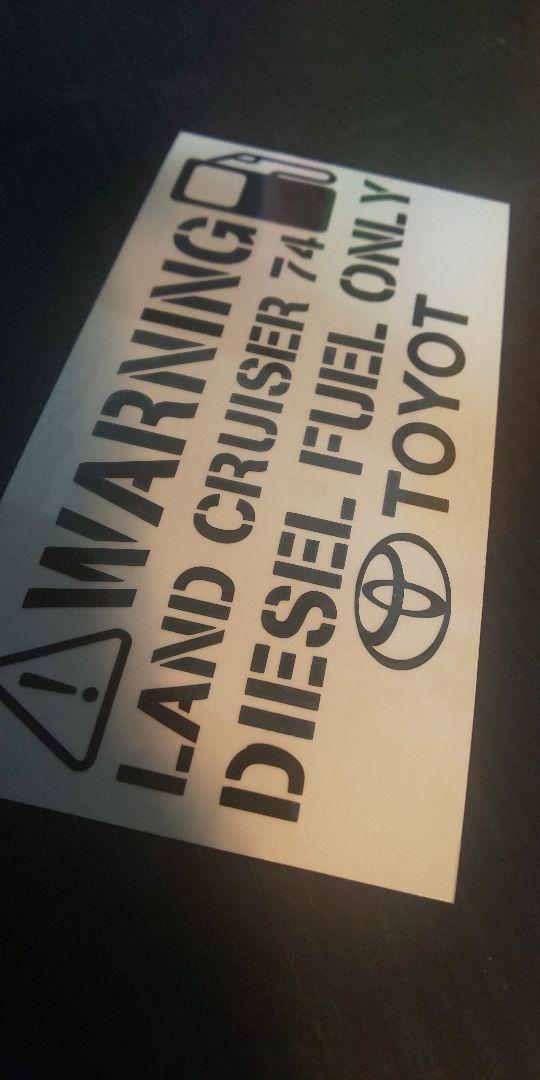 WARNING
LAND CRUISER 74
DIESEL FUEL ONLY
TOYOT